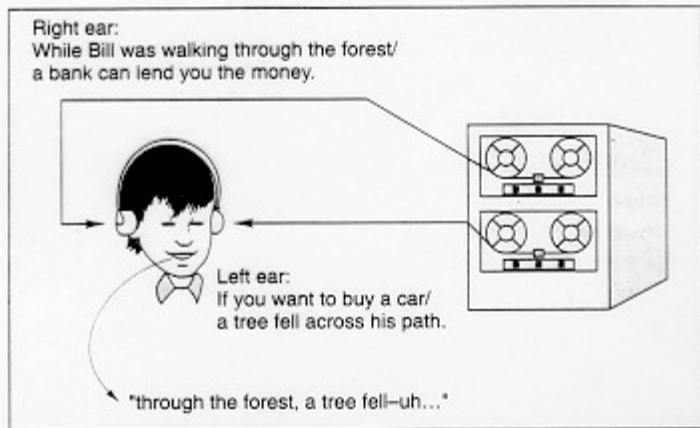 Right ear:
While Bill was walking through the forest/
a bank can lend you the money.
Left ear:
If you want to buy a car/
a tree fell across his path.
"through the forest, a tree fell–uh..."